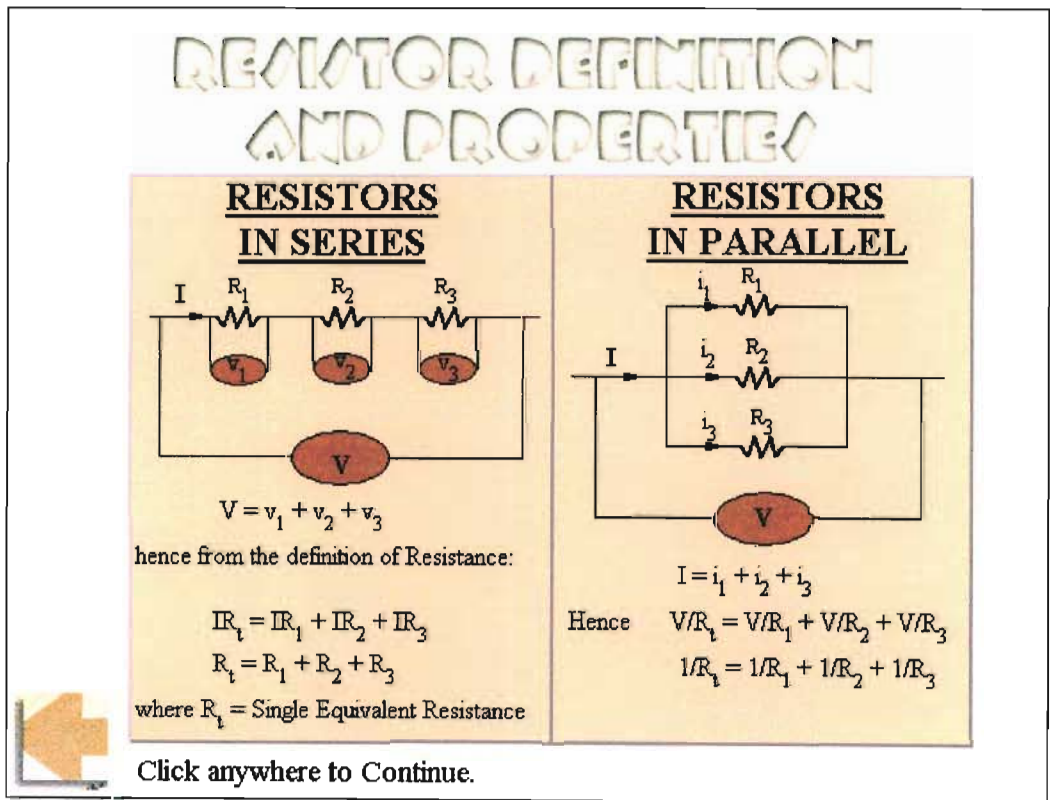 RESISTOR DEFINITION
AND PROPERTIES
RESISTORS
IN SERIES
I R₁ R₂ R₃
v₁ v₂ v₃
V
V = v₁ + v₂ + v₃
hence from the definition of Resistance:
IRₜ = IR₁ + IR₂ + IR₃
Rₜ = R₁ + R₂ + R₃
where Rₜ = Single Equivalent Resistance
RESISTORS
IN PARALLEL
i₁ R₁
I i₂ R₂
i₃ R₃
V
I = i₁ + i₂ + i₃
Hence V/Rₜ = V/R₁ + V/R₂ + V/R₃
1/Rₜ = 1/R₁ + 1/R₂ + 1/R₃
Click anywhere to Continue.